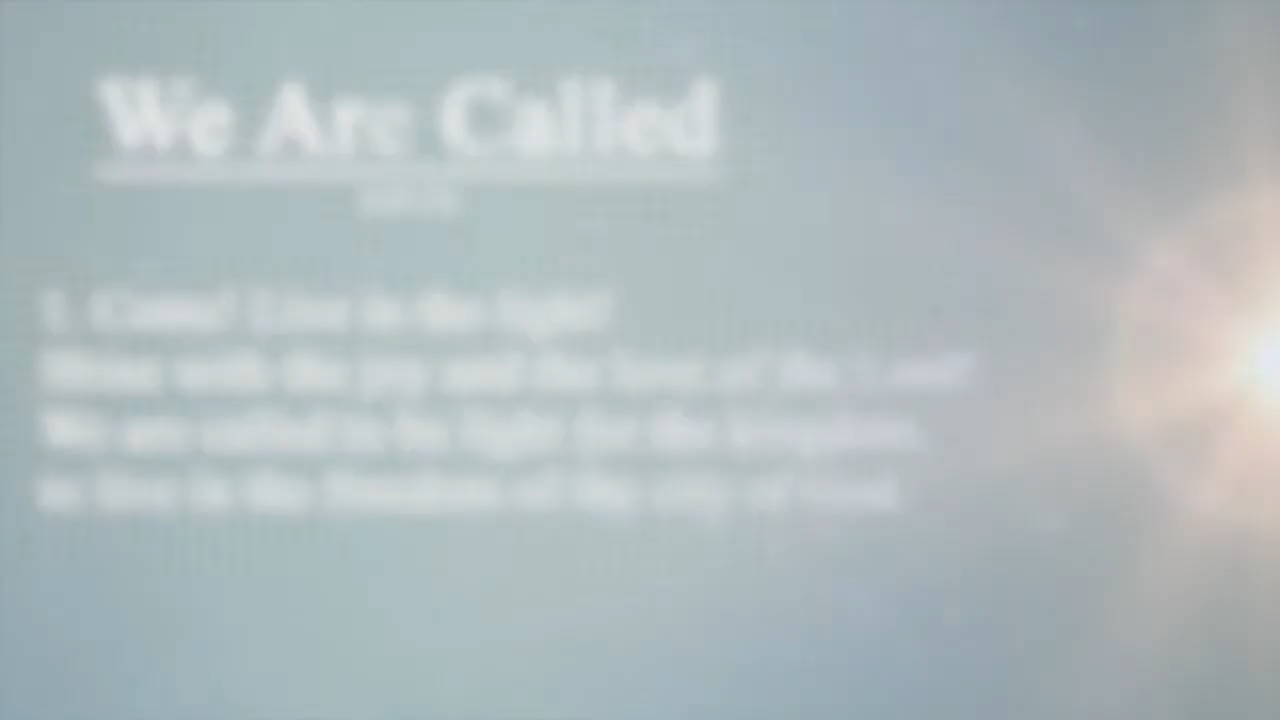 We Are Called
1. Come! Live in the light!
Shine with the joy and the love of the Lord!
We are called to be light for the kingdom,
to live in the freedom of the city of God.